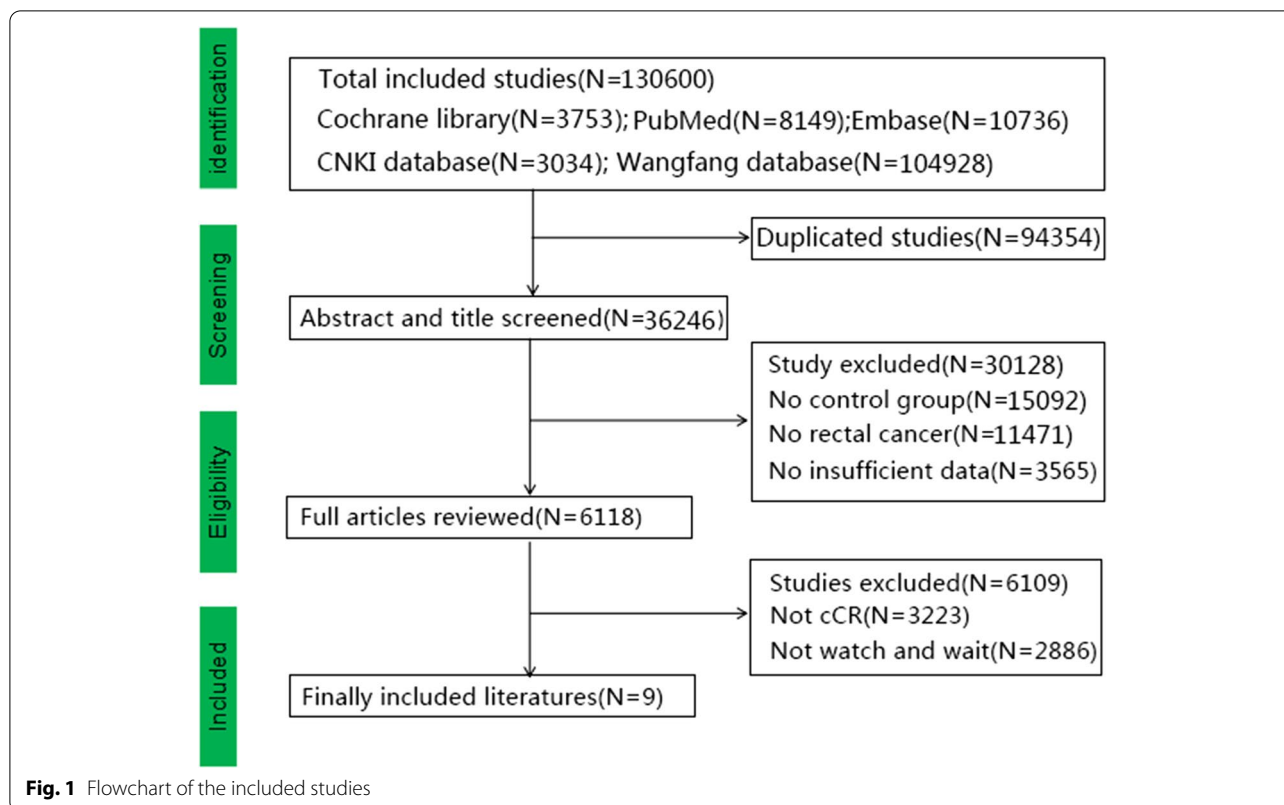 identification
Total included studies(N=130600)
Cochrane library(N=3753); PubMed(N=8149);Embase(N=10736)
CNKI database(N=3034); Wangfang database(N=104928)
Duplicated studies(N=94354)
Screening
Abstract and title screened(N=36246)
Study excluded(N=30128)
No control group(N=15092)
No rectal cancer(N=11471)
No insufficient data(N=3565)
Eligibility
Full articles reviewed(N=6118)
Studies excluded(N=6109)
Not cCR(N=3223)
Not watch and wait(N=2886)
Included
Finally included literatures(N=9)
Fig. 1 Flowchart of the included studies